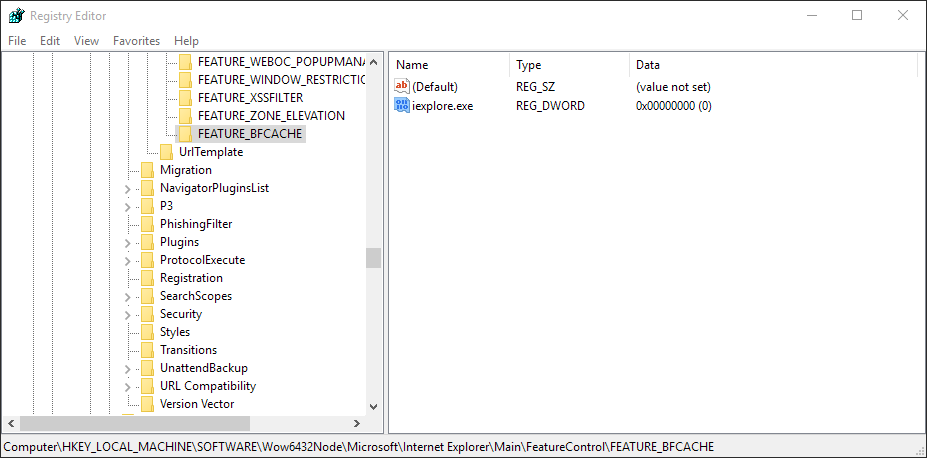 Registry Editor
File Edit View Favorites Help
FEATURE_WEBOC_POPUPMANA
FEATURE_WINDOW_RESTRICTIO
FEATURE_XSSFILTER
FEATURE_ZONE_ELEVATION
FEATURE_BFCACHE
UrlTemplate
Migration
NavigatorPluginsList
P3
PhishingFilter
Plugins
ProtocolExecute
Registration
SearchScopes
Security
Styles
Transitions
UnattendBackup
URL Compatibility
Version Vector
Name Type Data
(Default) REG_SZ (value not set)
iexplore.exe REG_DWORD 0x00000000 (0)
Computer\HKEY_LOCAL_MACHINE\SOFTWARE\Wow6432Node\Microsoft\Internet Explorer\Main\FeatureControl\FEATURE_BFCACHE